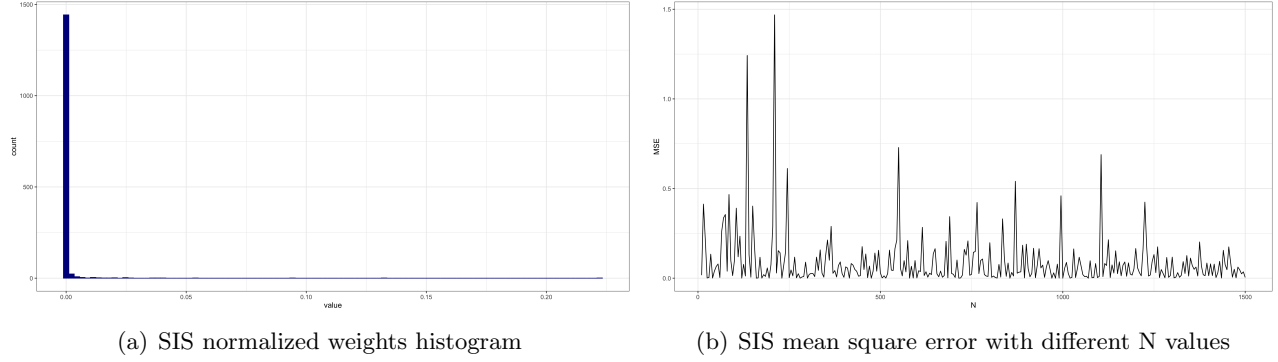 1500
1000
500
0
count
0.00 0.05 0.10 0.15 0.20
value
1.5
1.0
0.5
0.0
MSE
0 500 1000 1500
N
(a) SIS normalized weights histogram
(b) SIS mean square error with different N values